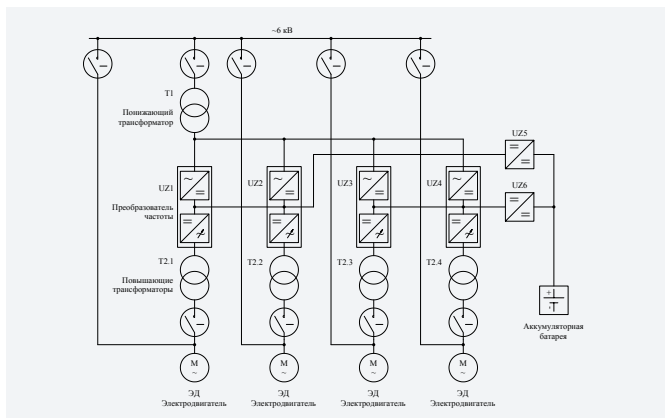 ~6 кВ
T1
Понижающий
трансформатор
UZ5
UZ1
UZ2
UZ3
UZ4
UZ6
Преобразователь
частоты
T2.1
T2.2
T2.3
T2.4
Повышающие
трансформаторы
Аккумуляторная
батарея
M
~
M
~
M
~
M
~
ЭД
Электродвигатель
ЭД
Электродвигатель
ЭД
Электродвигатель
ЭД
Электродвигатель